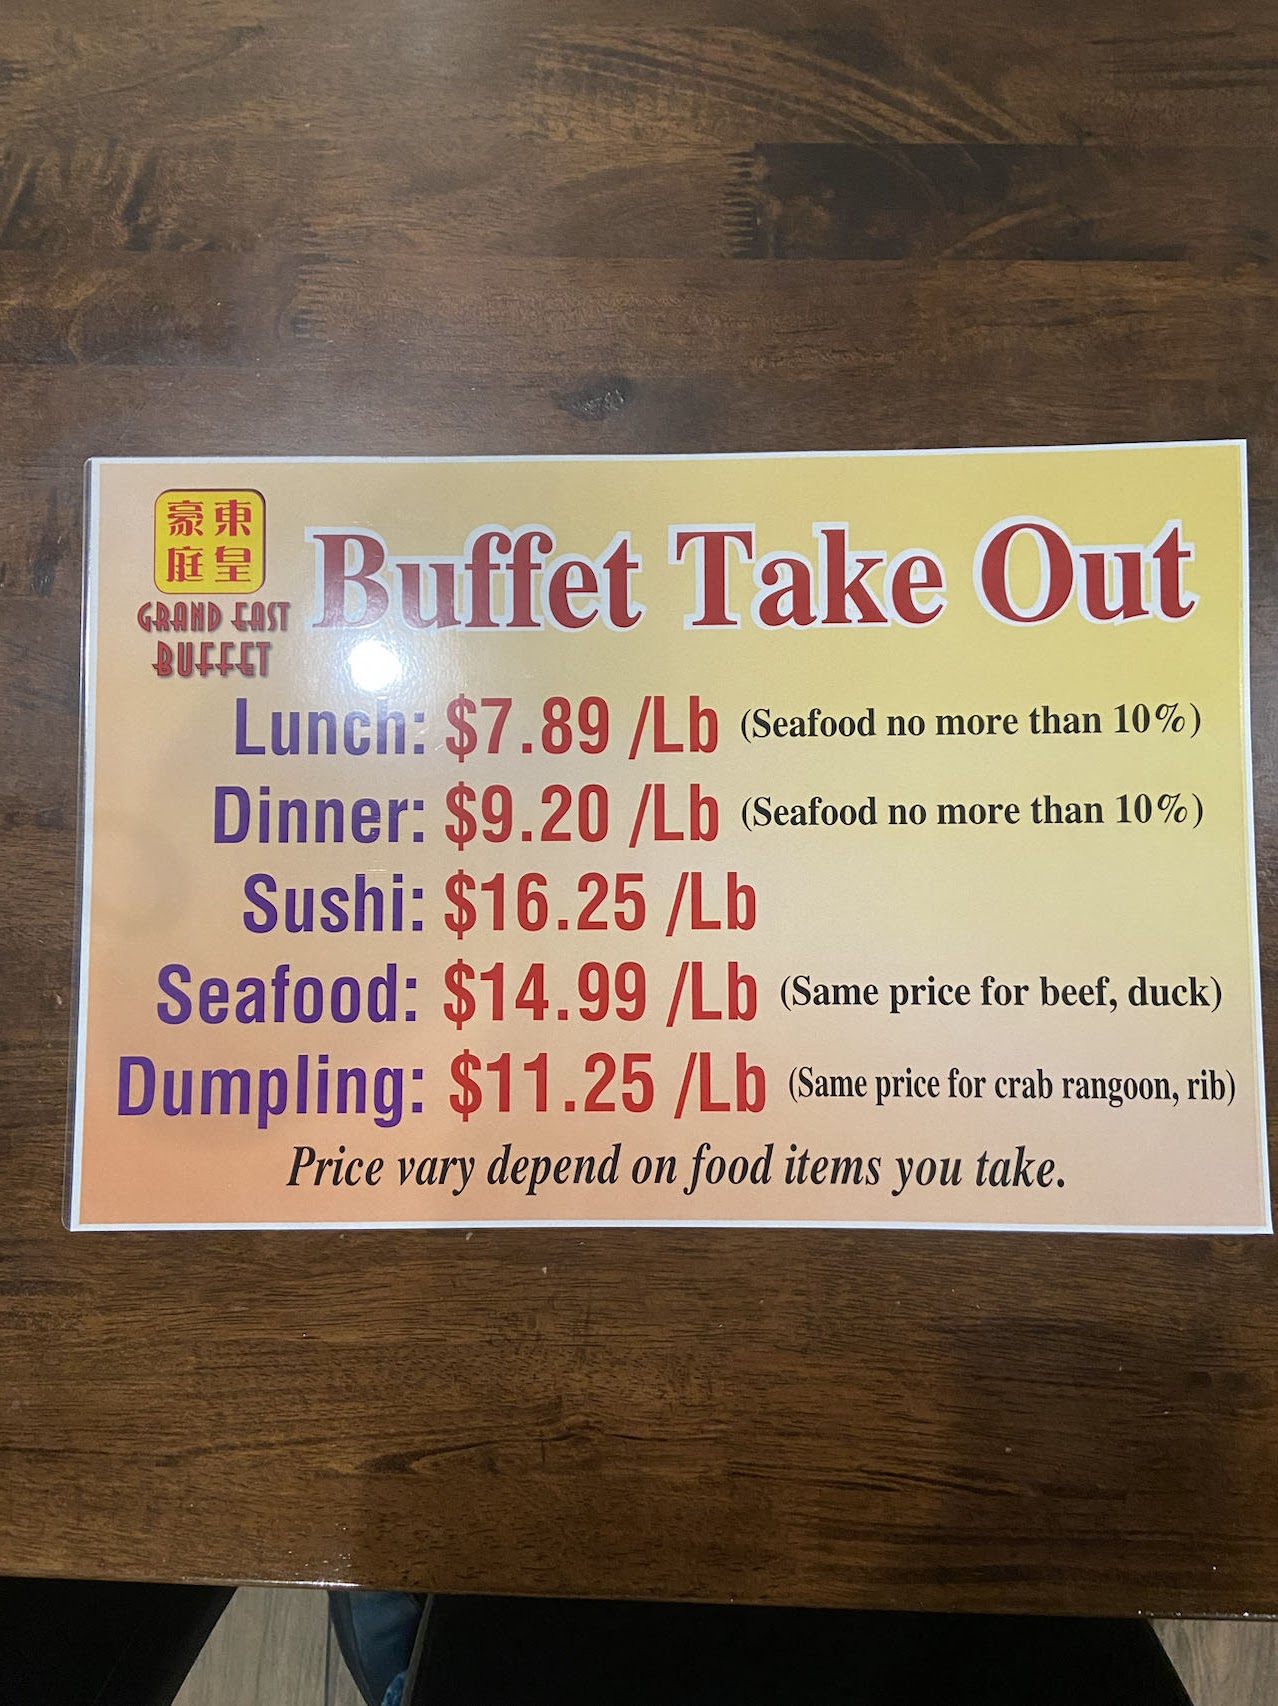 豪東
庭皇
GRAND EAST
BUFFET
Buffet Take Out
Lunch: $7.89 /Lb (Seafood no more than 10%)
Dinner: $9.20 /Lb (Seafood no more than 10%)
Sushi: $16.25 /Lb
Seafood: $14.99 /Lb (Same price for beef, duck)
Dumpling: $11.25 /Lb (Same price for crab rangoon, rib)
Price vary depend on food items you take.